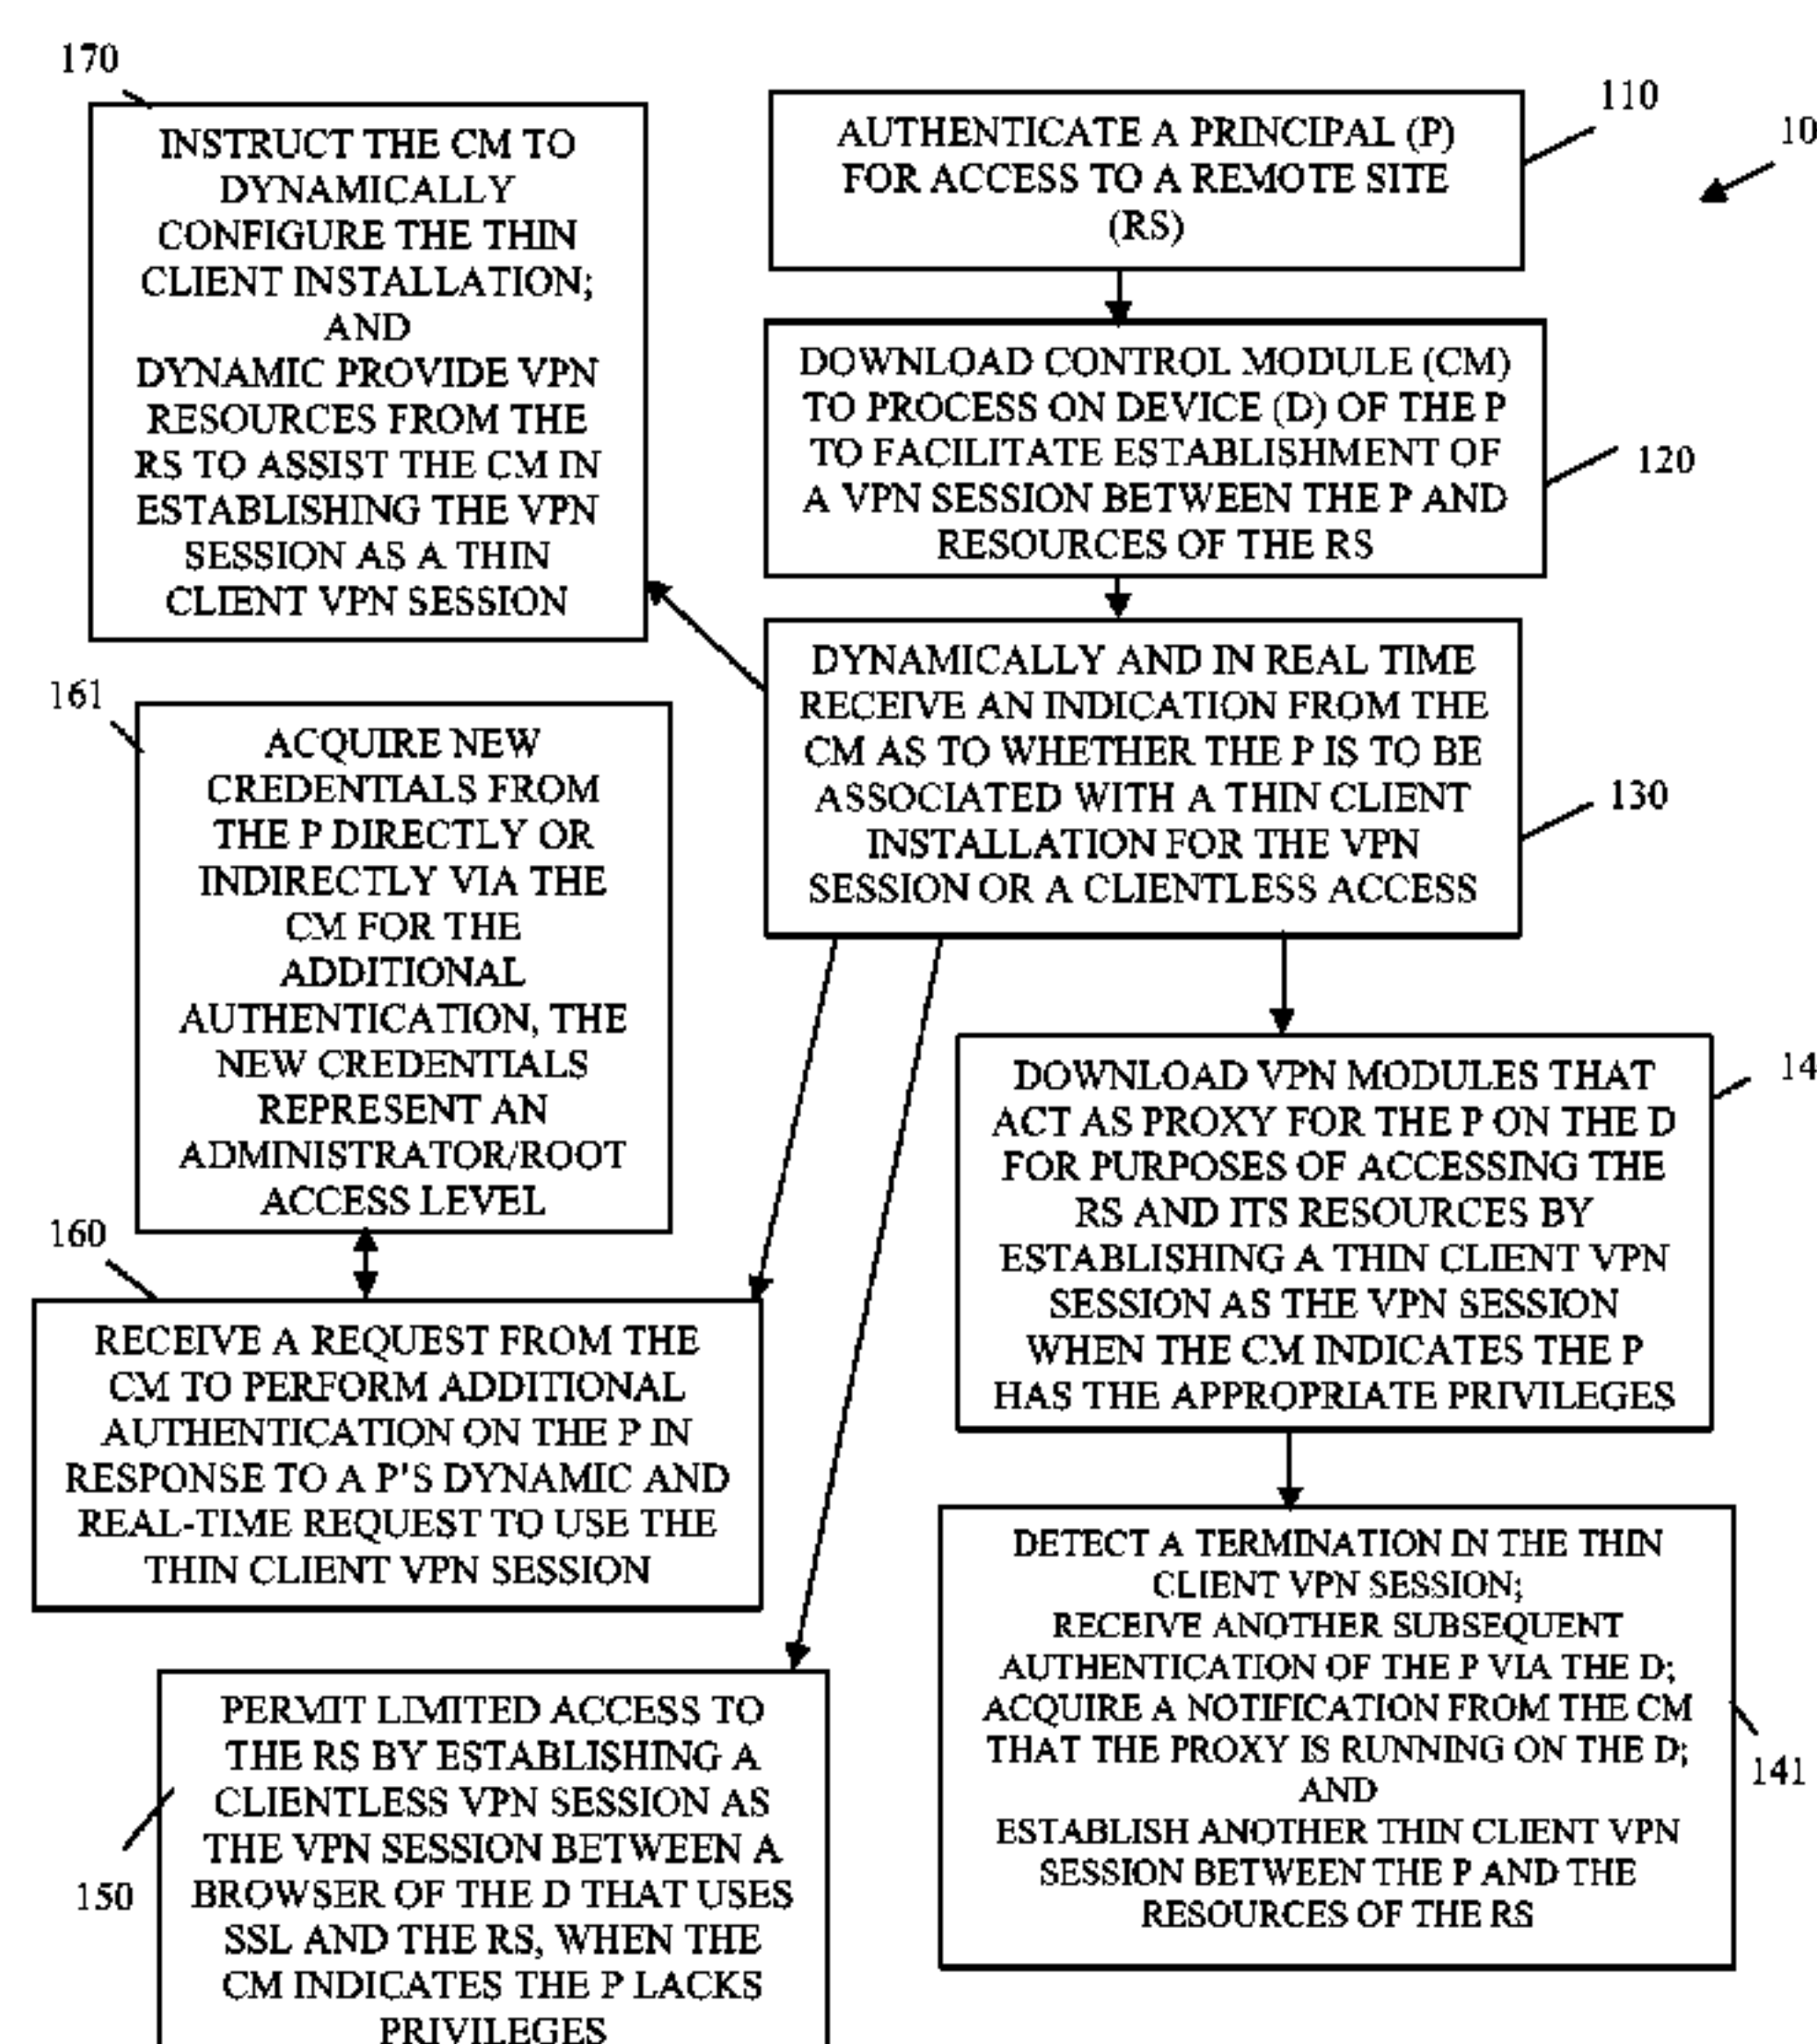 170
INSTRUCT THE CM TO
DYNAMICALLY
CONFIGURE THE THIN
CLIENT INSTALLATION;
AND
DYNAMIC PROVIDE VPN
RESOURCES FROM THE
RS TO ASSIST THE CM IN
ESTABLISHING THE VPN
SESSION AS A THIN
CLIENT VPN SESSION
110
10
AUTHENTICATE A PRINCIPAL (P)
FOR ACCESS TO A REMOTE SITE
(RS)
DOWNLOAD CONTROL MODULE (CM)
TO PROCESS ON DEVICE (D) OF THE P
TO FACILITATE ESTABLISHMENT OF
A VPN SESSION BETWEEN THE P AND
RESOURCES OF THE RS
120
DYNAMICALLY AND IN REAL TIME
RECEIVE AN INDICATION FROM THE
CM AS TO WHETHER THE P IS TO BE
ASSOCIATED WITH A THIN CLIENT
INSTALLATION FOR THE VPN
SESSION OR A CLIENTLESS ACCESS
130
161
ACQUIRE NEW
CREDENTIALS FROM
THE P DIRECTLY OR
INDIRECTLY VIA THE
CM FOR THE
ADDITIONAL
AUTHENTICATION, THE
NEW CREDENTIALS
REPRESENT AN
ADMINISTRATOR/ROOT
ACCESS LEVEL
14
DOWNLOAD VPN MODULES THAT
ACT AS PROXY FOR THE P ON THE D
FOR PURPOSES OF ACCESSING THE
RS AND ITS RESOURCES BY
ESTABLISHING A THIN CLIENT VPN
SESSION AS THE VPN SESSION
WHEN THE CM INDICATES THE P
HAS THE APPROPRIATE PRIVILEGES
160
RECEIVE A REQUEST FROM THE
CM TO PERFORM ADDITIONAL
AUTHENTICATION ON THE P IN
RESPONSE TO A P'S DYNAMIC AND
REAL-TIME REQUEST TO USE THE
THIN CLIENT VPN SESSION
DETECT A TERMINATION IN THE THIN
CLIENT VPN SESSION;
RECEIVE ANOTHER SUBSEQUENT
AUTHENTICATION OF THE P VIA THE D;
ACQUIRE A NOTIFICATION FROM THE CM
THAT THE PROXY IS RUNNING ON THE D;
AND
ESTABLISH ANOTHER THIN CLIENT VPN
SESSION BETWEEN THE P AND THE
RESOURCES OF THE RS
141
PERMIT LIMITED ACCESS TO
THE RS BY ESTABLISHING A
CLIENTLESS VPN SESSION AS
THE VPN SESSION BETWEEN A
BROWSER OF THE D THAT USES
SSL AND THE RS, WHEN THE
CM INDICATES THE P LACKS
PRIVILEGES
150